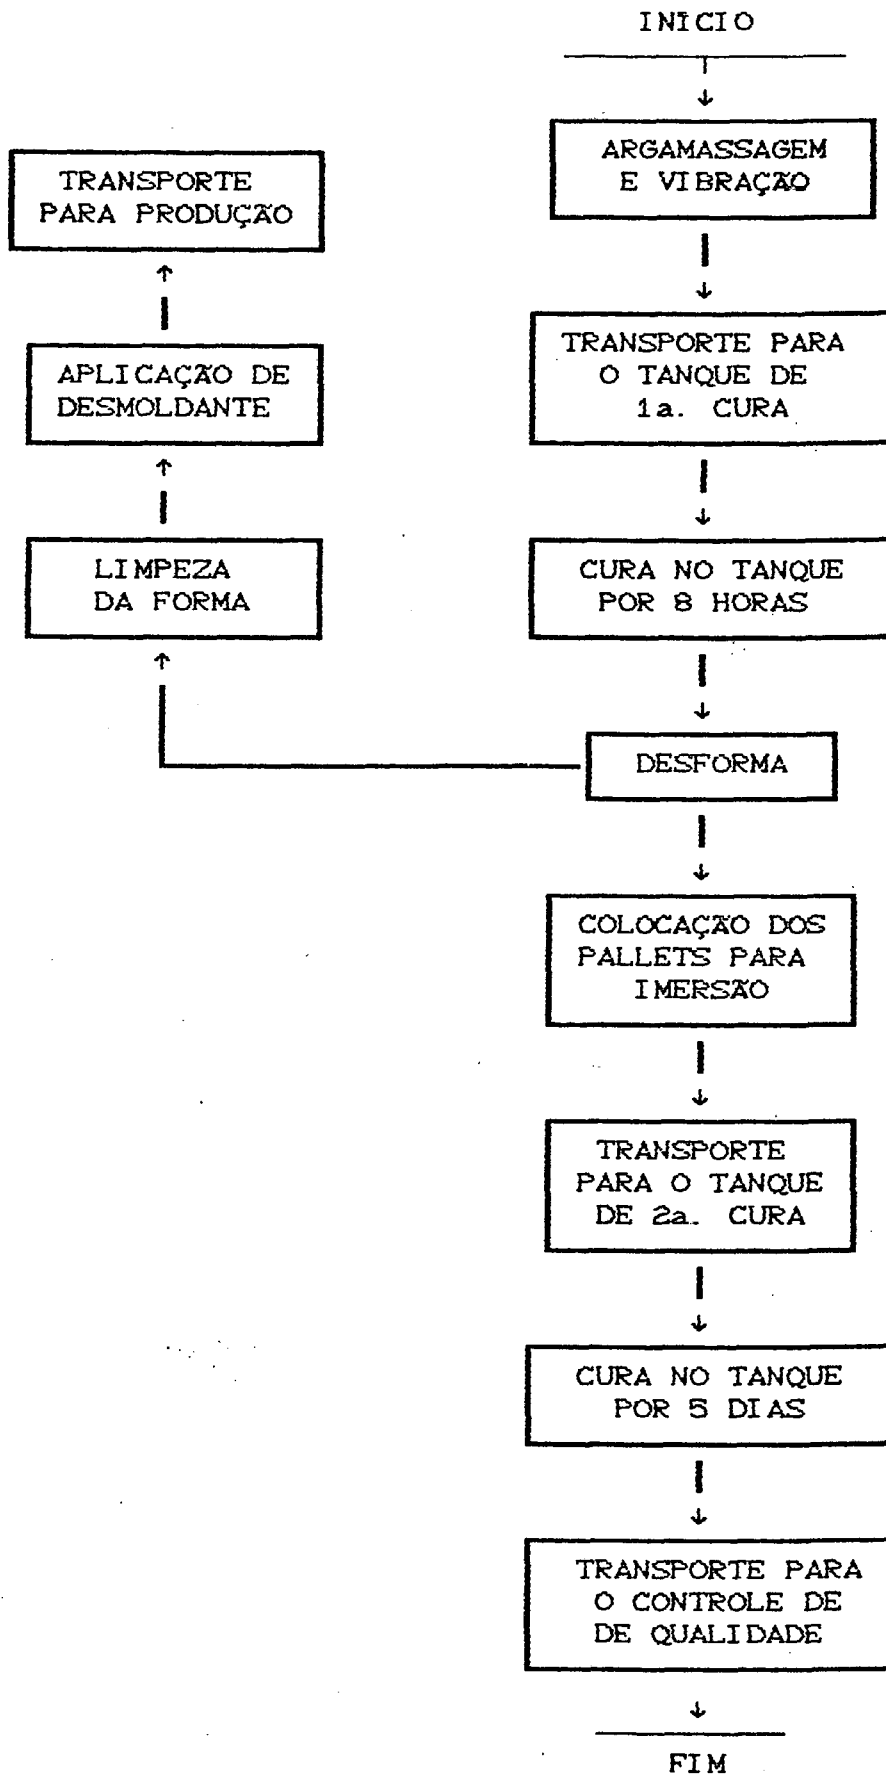 INÍCIO
ARGAMASSAGEM
E VIBRAÇÃO
TRANSPORTE PARA
O TANQUE DE
1a. CURA
CURA NO TANQUE
POR 8 HORAS
DESFORMA
COLOCAÇÃO DOS
PALLETS PARA
IMERSÃO
TRANSPORTE
PARA O TANQUE
DE 2a. CURA
CURA NO TANQUE
POR 5 DIAS
TRANSPORTE PARA
O CONTROLE DE
DE QUALIDADE
FIM
LIMPEZA
DA FORMA
APLICAÇÃO DE
DESMOLDANTE
TRANSPORTE
PARA PRODUÇÃO